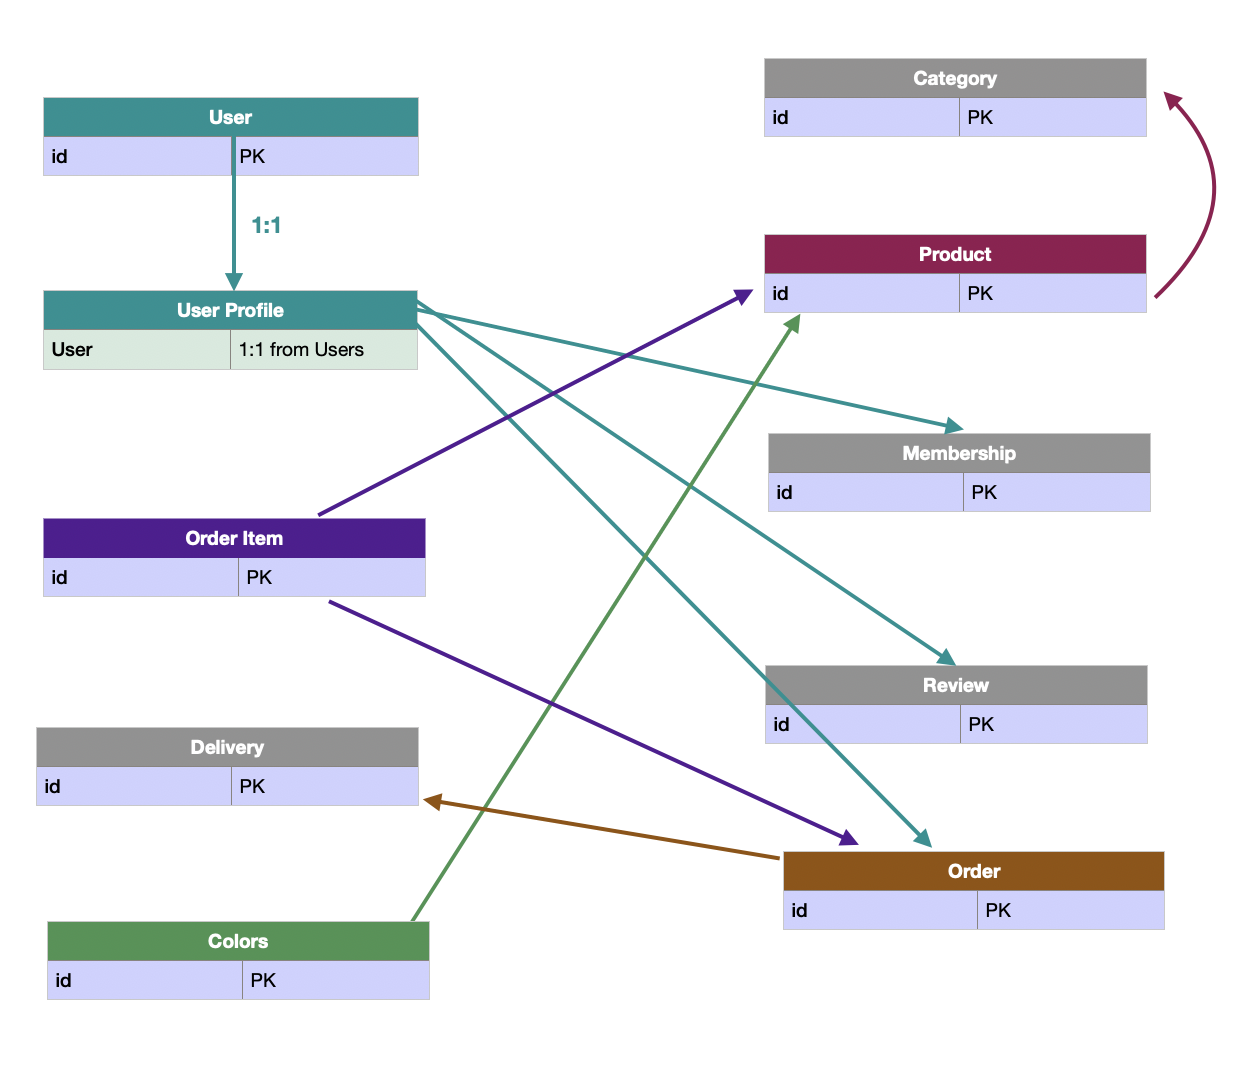 User
id PK
1:1
User Profile
User 1:1 from Users
Order Item
id PK
Delivery
id PK
Colors
id PK
Category
id PK
Product
id PK
Membership
id PK
Review
id PK
Order
id PK